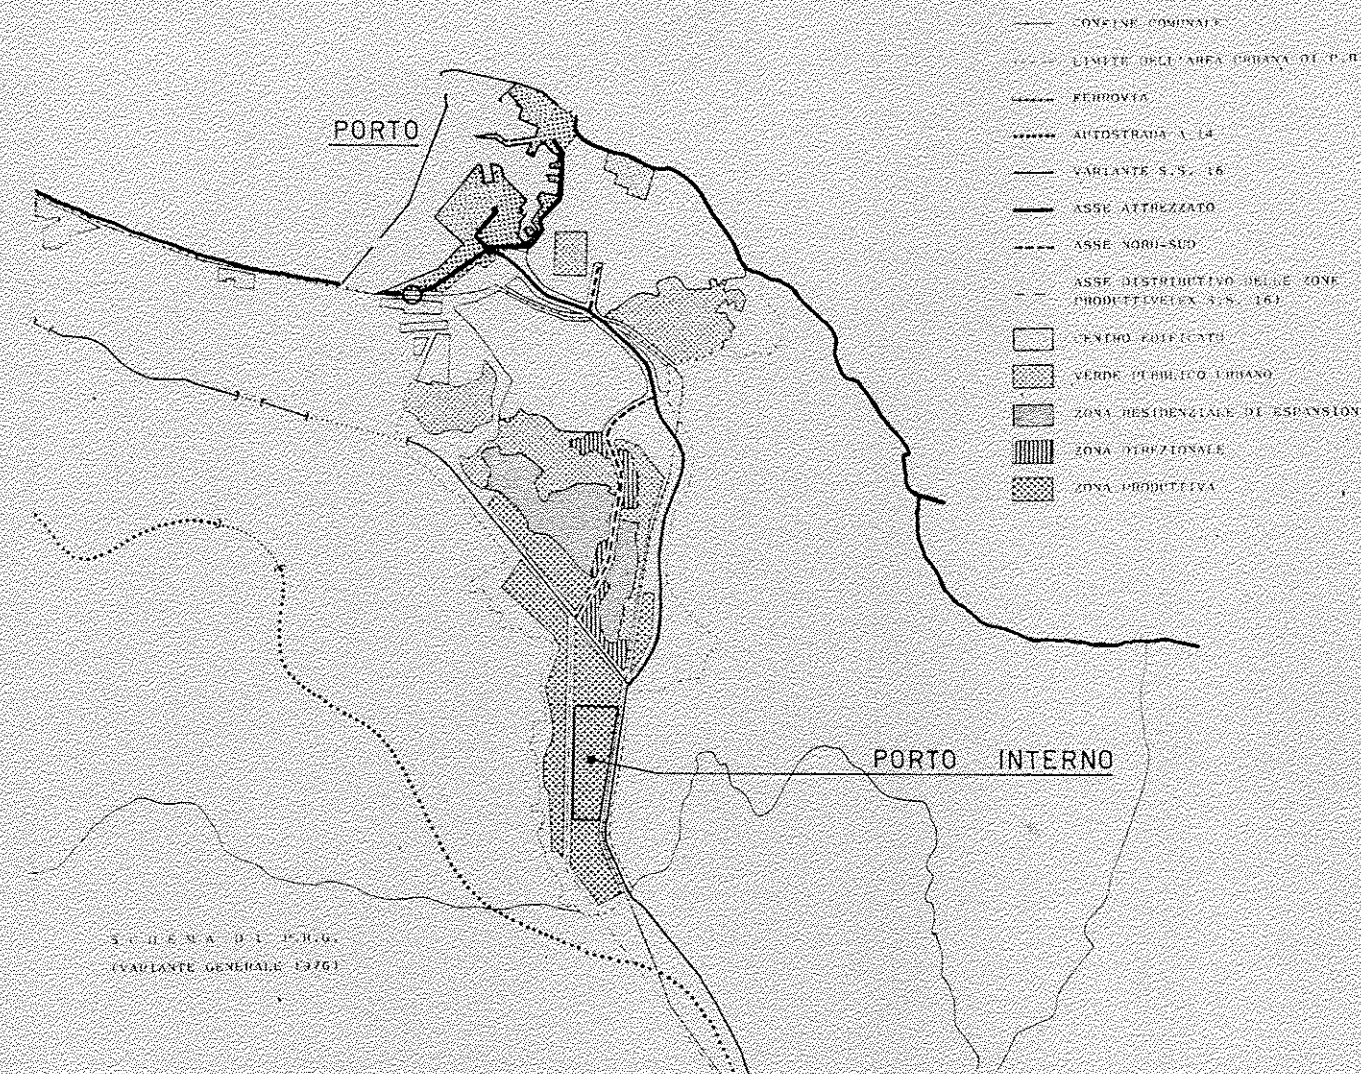 CONFINE COMUNALE
LIMITE DELL'AREA URBANA DI P.R
FERROVIA
PORTO
AUTOSTRADA A 14
VARIANTE S.S. 16
ASSE ATTREZZATO
ASSE NORD-SUD
ASSE DISTRIBUTIVO DELLE ZONE
PRODUTTIVE(EX S.S. 16)
CENTRO EDIFICATO
VERDE PUBBLICO URBANO
ZONA RESIDENZIALE DI ESPANSION
ZONA DIREZIONALE
ZONA PRODUTTIVA
PORTO INTERNO
SCHEMA DI P.R.G.
(VARIANTE GENERALE 1976)